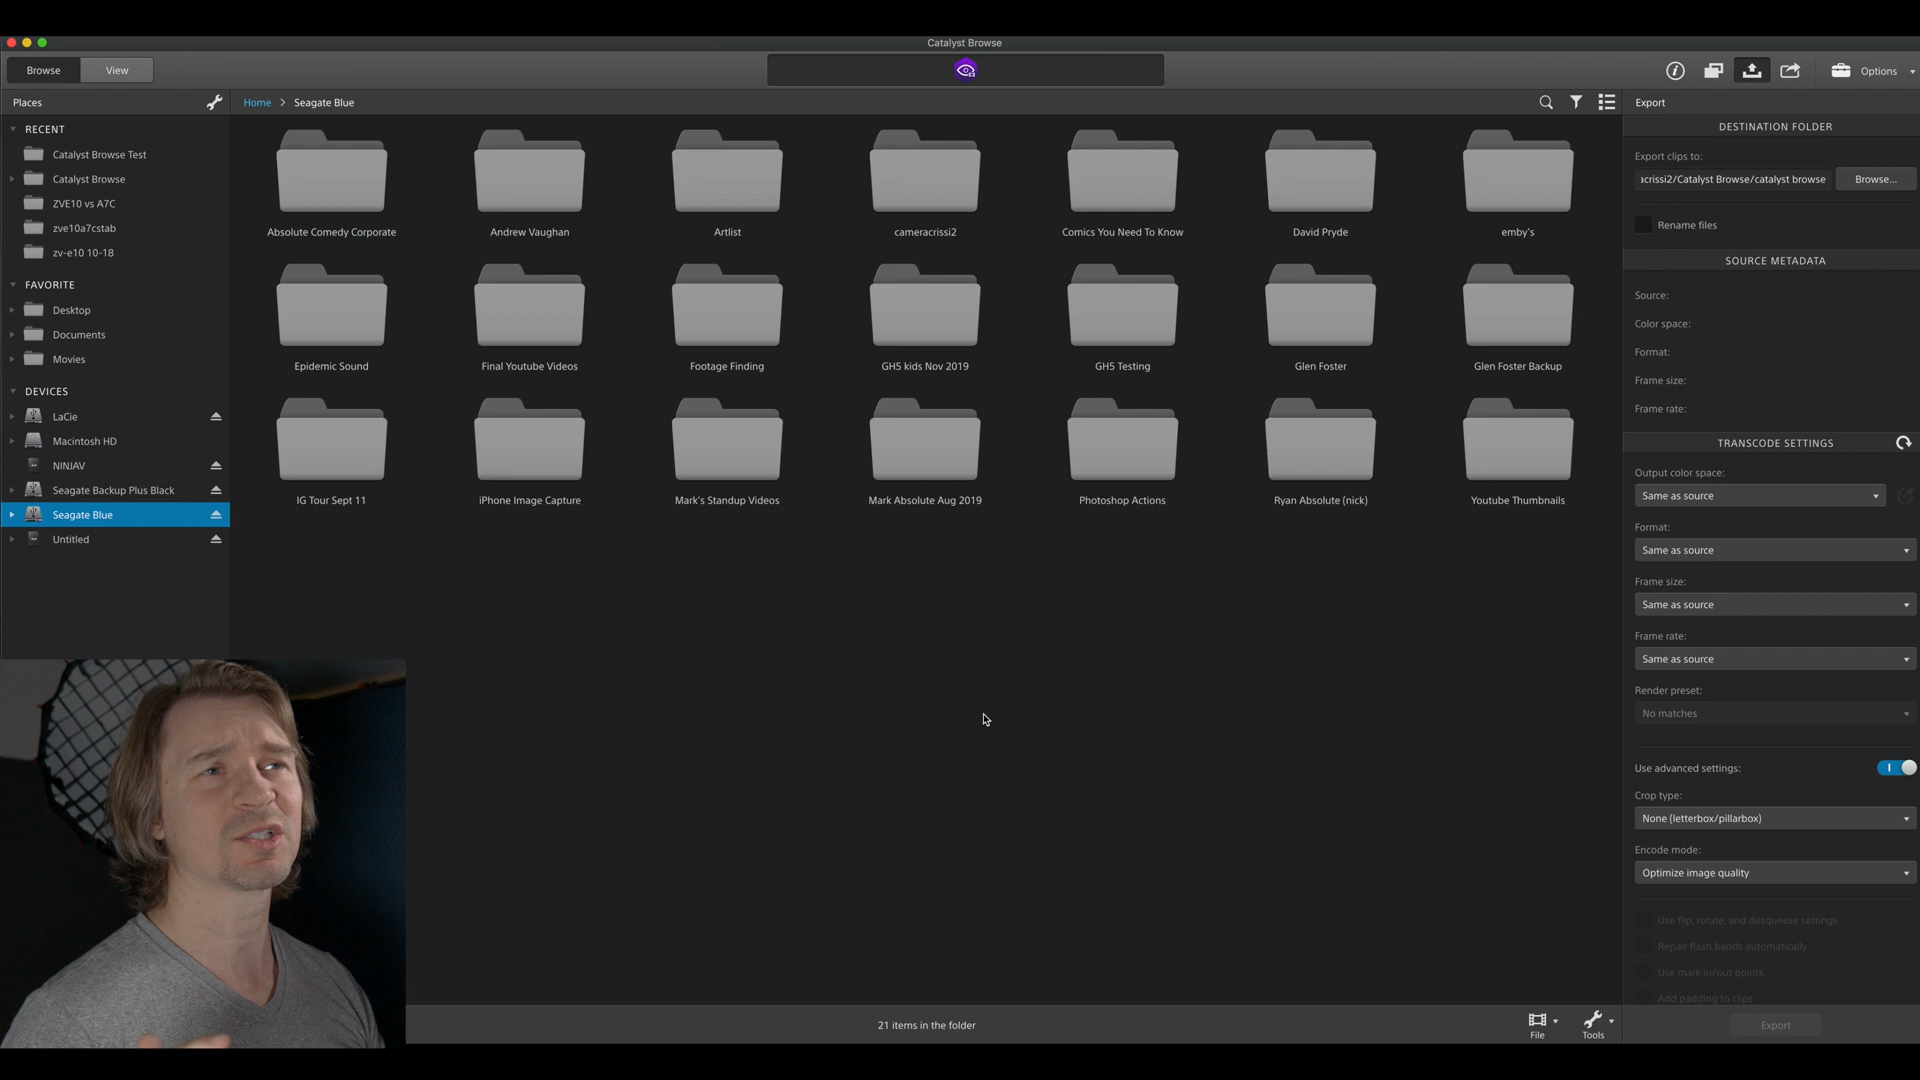 Catalyst Browse
Browse
View
Options
Places
Home > Seagate Blue
Export
RECENT
Catalyst Browse Test
Catalyst Browse
ZVE10 vs A7C
zve10a7cstab
zv-e10 10-18
FAVORITE
Desktop
Documents
Movies
DEVICES
LaCie
Macintosh HD
NINJAV
Seagate Backup Plus Black
Seagate Blue
Untitled
Absolute Comedy Corporate
Andrew Vaughan
Artlist
cameracrissi2
Comics You Need To Know
David Pryde
emby's
Epidemic Sound
Final Youtube Videos
Footage Finding
GH5 kids Nov 2019
GH5 Testing
Glen Foster
Glen Foster Backup
IG Tour Sept 11
iPhone Image Capture
Mark's Standup Videos
Mark Absolute Aug 2019
Photoshop Actions
Ryan Absolute (nick)
Youtube Thumbnails
21 items in the folder
File
Tools
DESTINATION FOLDER
Export clips to:
acrissi2/Catalyst Browse/catalyst browse
Browse...
Rename files
SOURCE METADATA
Source:
Color space:
Format:
Frame size:
Frame rate:
TRANSCODE SETTINGS
Output color space:
Same as source
Format:
Same as source
Frame size:
Same as source
Frame rate:
Same as source
Render preset:
No matches
Use advanced settings:
Crop type:
None (letterbox/pillarbox)
Encode mode:
Optimize image quality
Use flip, rotate, and desqueeze settings
Repair flash bands automatically
Use mark in/out points
Add padding to clips
Export